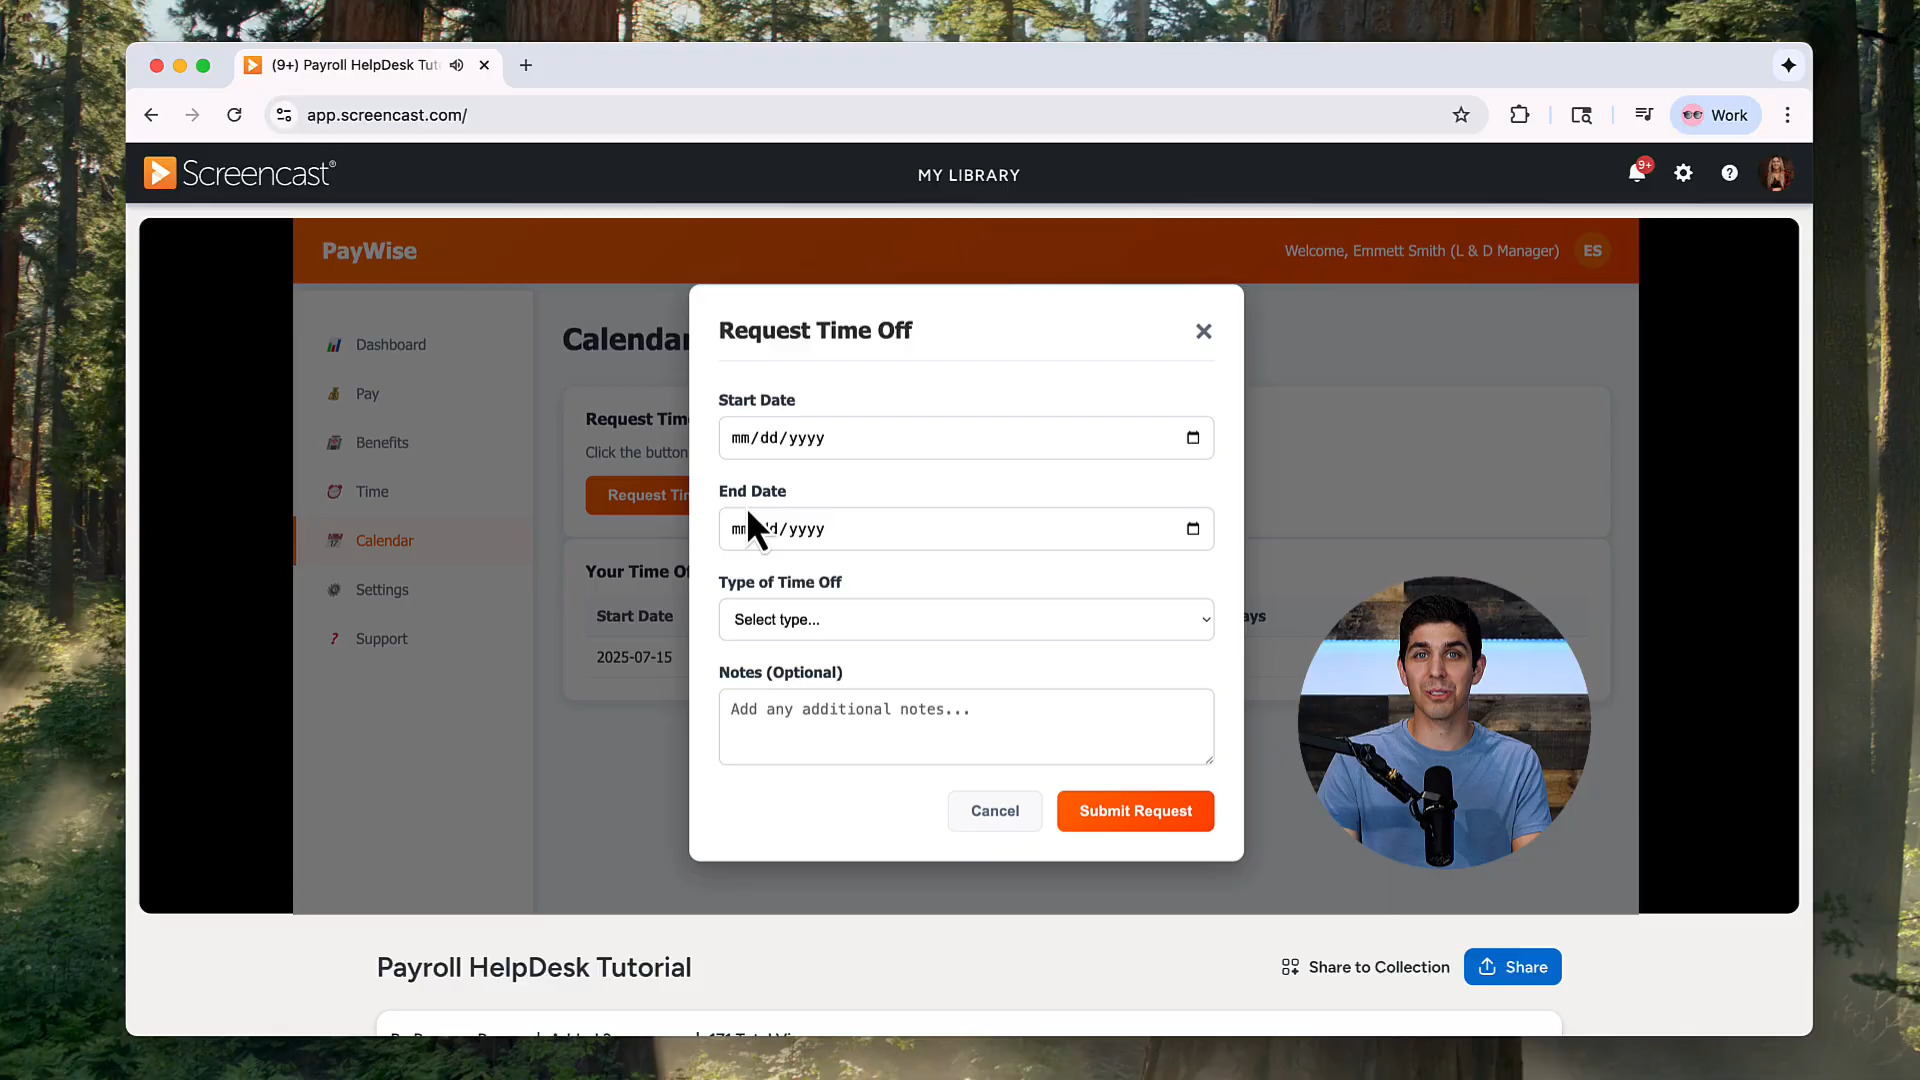 (9+) Payroll HelpDesk Tut
app.screencast.com/
Work
Screencast®
MY LIBRARY
9+
PayWise
Welcome, Emmett Smith (L & D Manager)
ES
Dashboard
Pay
Benefits
Time
Calendar
Settings
Support
Calendar
Request Time
Click the button
Request Ti
Your Time O
Start Date
ays
2025-07-15
Request Time Off
Start Date
mm/dd/yyyy
End Date
mm/dd/yyyy
Type of Time Off
Select type...
Notes (Optional)
Add any additional notes...
Cancel
Submit Request
Payroll HelpDesk Tutorial
Share to Collection
Share